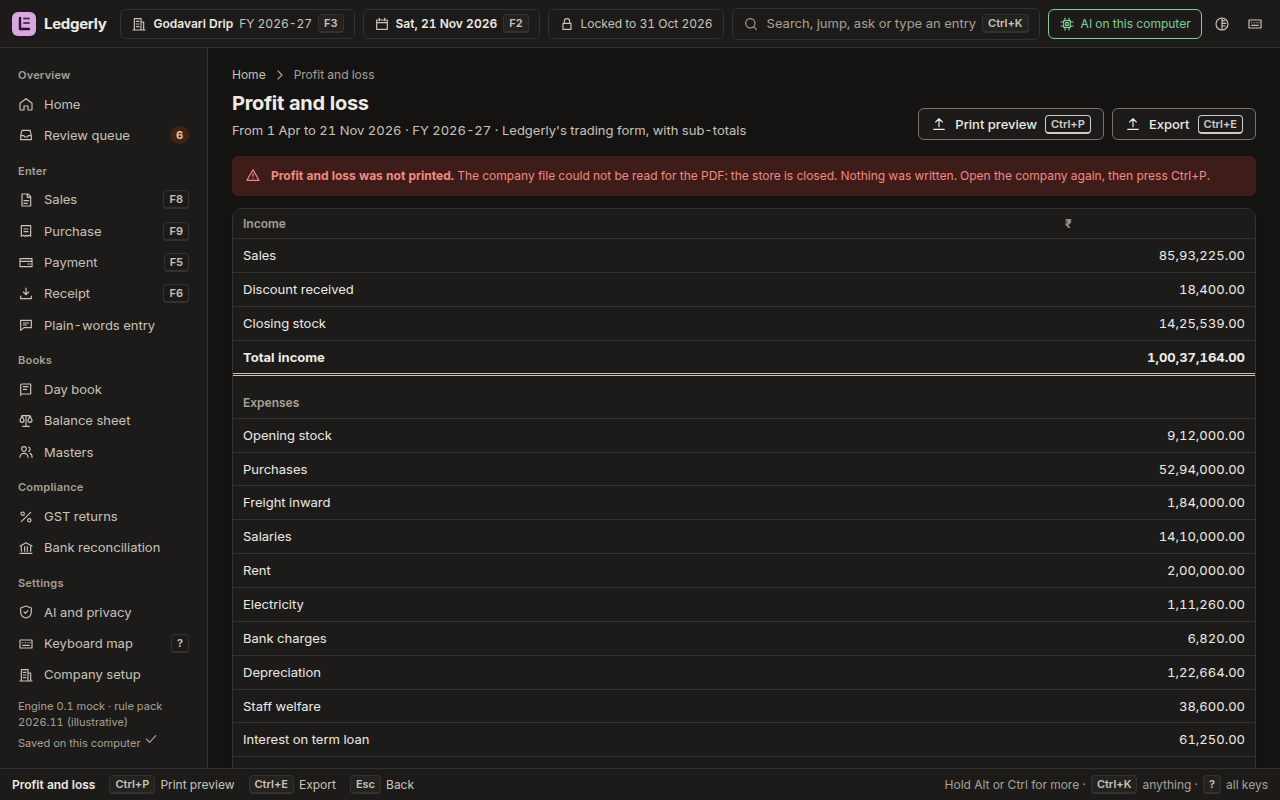 Ledgerly
Godavari Drip FY 2026-27 F3
Sat, 21 Nov 2026 F2
Locked to 31 Oct 2026
Search, jump, ask or type an entry Ctrl+K
AI on this computer
Overview
Home
Review queue 6
Enter
Sales F8
Purchase F9
Payment F5
Receipt F6
Plain-words entry
Books
Day book
Balance sheet
Masters
Compliance
GST returns
Bank reconciliation
Settings
AI and privacy
Keyboard map ?
Company setup
Engine 0.1 mock · rule pack
2026.11 (illustrative)
Saved on this computer
Home > Profit and loss
Profit and loss
From 1 Apr to 21 Nov 2026 · FY 2026-27 · Ledgerly's trading form, with sub-totals
Print preview Ctrl+P
Export Ctrl+E
Profit and loss was not printed. The company file could not be read for the PDF: the store is closed. Nothing was written. Open the company again, then press Ctrl+P.
Income ₹
Sales 85,93,225.00
Discount received 18,400.00
Closing stock 14,25,539.00
Total income 1,00,37,164.00
Expenses
Opening stock 9,12,000.00
Purchases 52,94,000.00
Freight inward 1,84,000.00
Salaries 14,10,000.00
Rent 2,00,000.00
Electricity 1,11,260.00
Bank charges 6,820.00
Depreciation 1,22,664.00
Staff welfare 38,600.00
Interest on term loan 61,250.00
Profit and loss Ctrl+P Print preview Ctrl+E Export Esc Back
Hold Alt or Ctrl for more · Ctrl+K anything · ? all keys